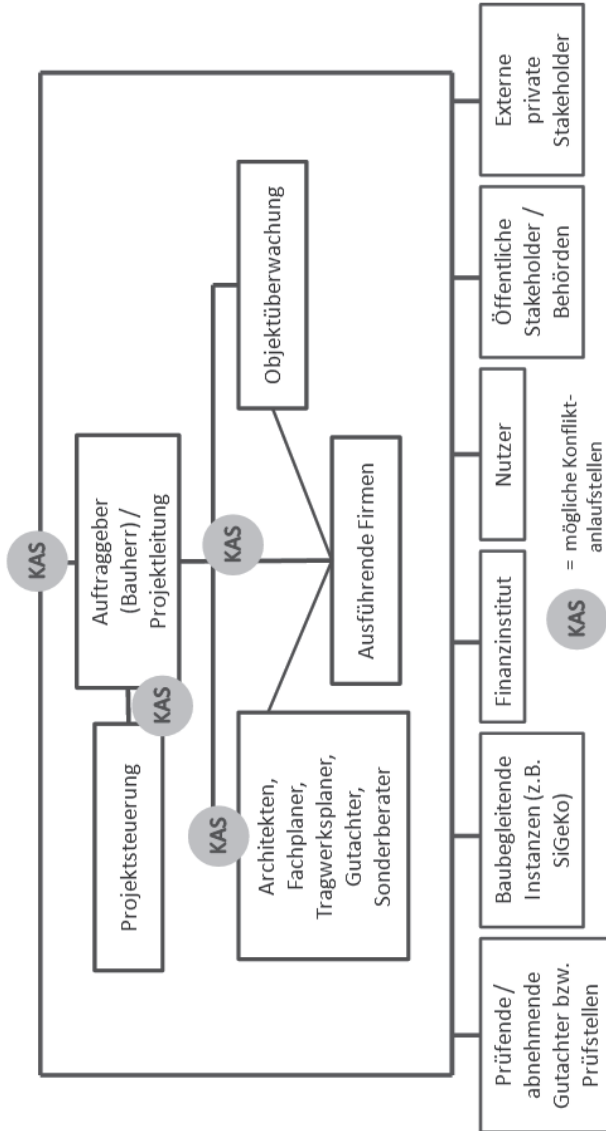 KAS
Auftraggeber
(Bauherr) /
Projektleitung
KAS
Projektsteuerung
KAS
KAS
Architekten,
Fachplaner,
Tragwerksplaner,
Gutachter,
Sonderberater
Objektüberwachung
Ausführende Firmen
Prüfende /
abnehmende
Gutachter bzw.
Prüfstellen
Baubegleitende
Instanzen (z.B.
SiGeKo)
Finanzinstitut
Nutzer
Öffentliche
Stakeholder /
Behörden
Externe
private
Stakeholder
KAS = mögliche Konflikt-
anlaufstellen